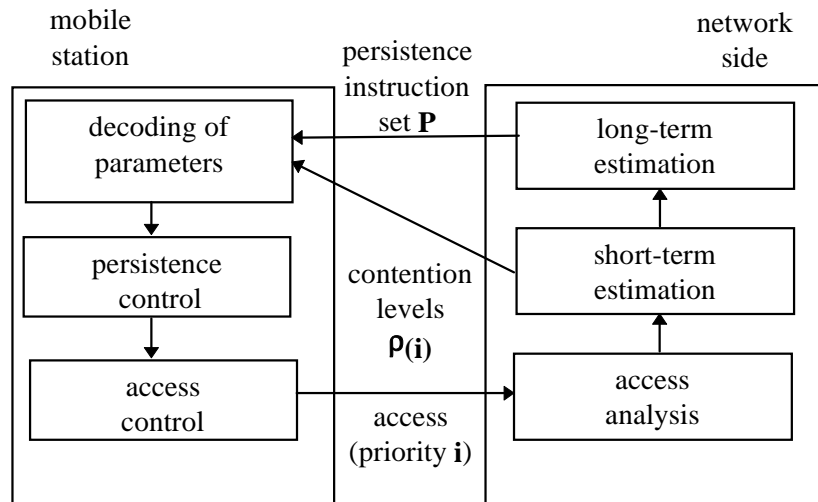 mobile
station
persistence
instruction
set P
network
side
decoding of
parameters
long-term
estimation
persistence
control
contention
levels
ρ(i)
short-term
estimation
access
control
access
(priority i)
access
analysis